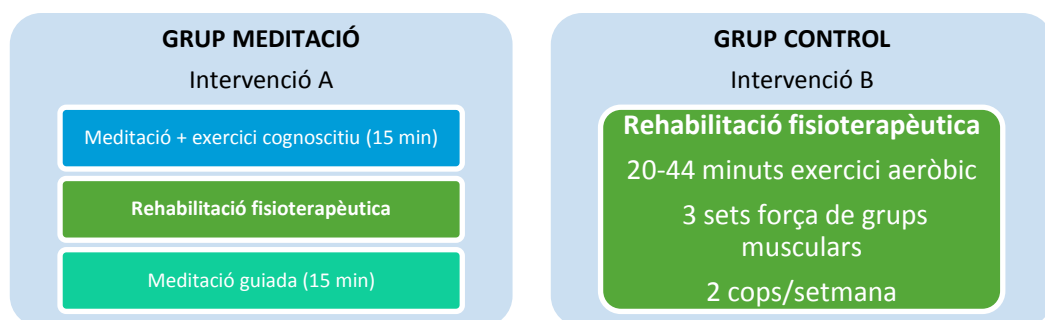 GRUP MEDITACIÓ
Intervenció A
Meditació + exercici cognoscitiu (15 min)
Rehabilitació fisioterapèutica
Meditació guiada (15 min)
GRUP CONTROL
Intervenció B
Rehabilitació fisioterapèutica
20-44 minuts exercici aeròbic
3 sets força de grups
musculars
2 cops/setmana